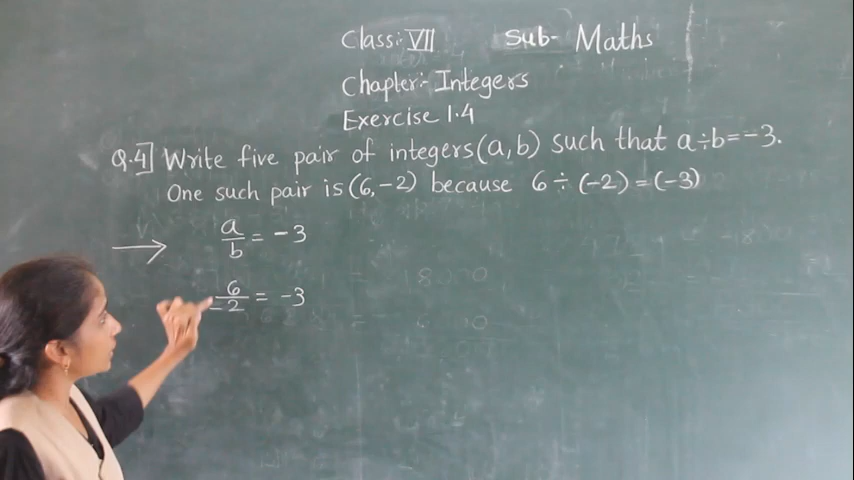 Class:- VII Sub- Maths
Chapter:- Integers
Exercise 1.4
Q.4] Write five pair of integers (a, b) such that a÷b=-3.
One such pair is (6,-2) because 6÷(-2)=(-3)
→ a/b = -3
6/-2 = -3